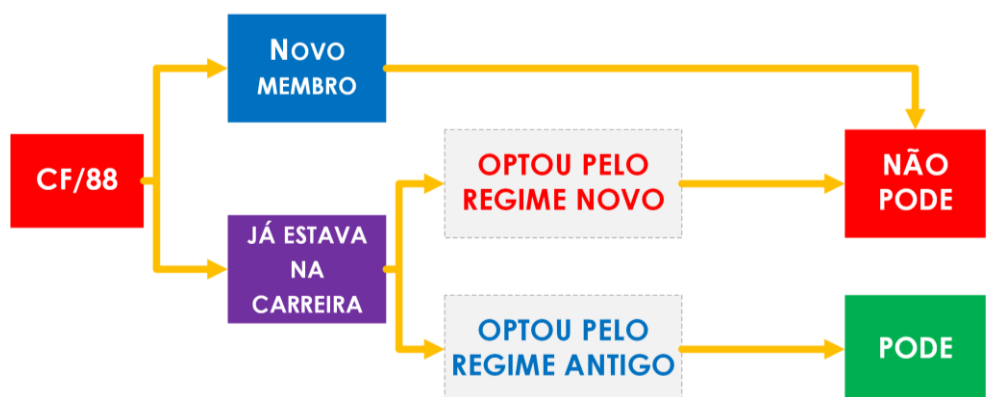 NOVO
MEMBRO
CF/88
OPTOU PELO
REGIME NOVO
NÃO
PODE
JÁ ESTAVA
NA
CARREIRA
OPTOU PELO
REGIME ANTIGO
PODE